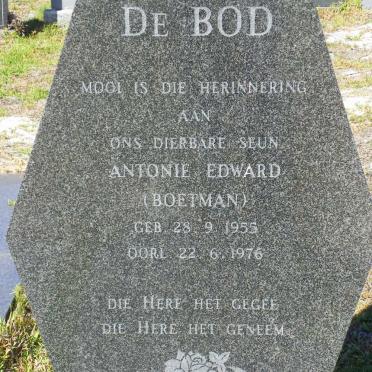 DE BOD
MOOI IS DIE HERINNERING
AAN
ONS DIERBARE SEUN
ANTONIE EDWARD
(BOETMAN)
GEB. 28. 9. 1955
OORL 22. 6. 1976
DIE HERE HET GEGEE
DIE HERE HET GENEEM